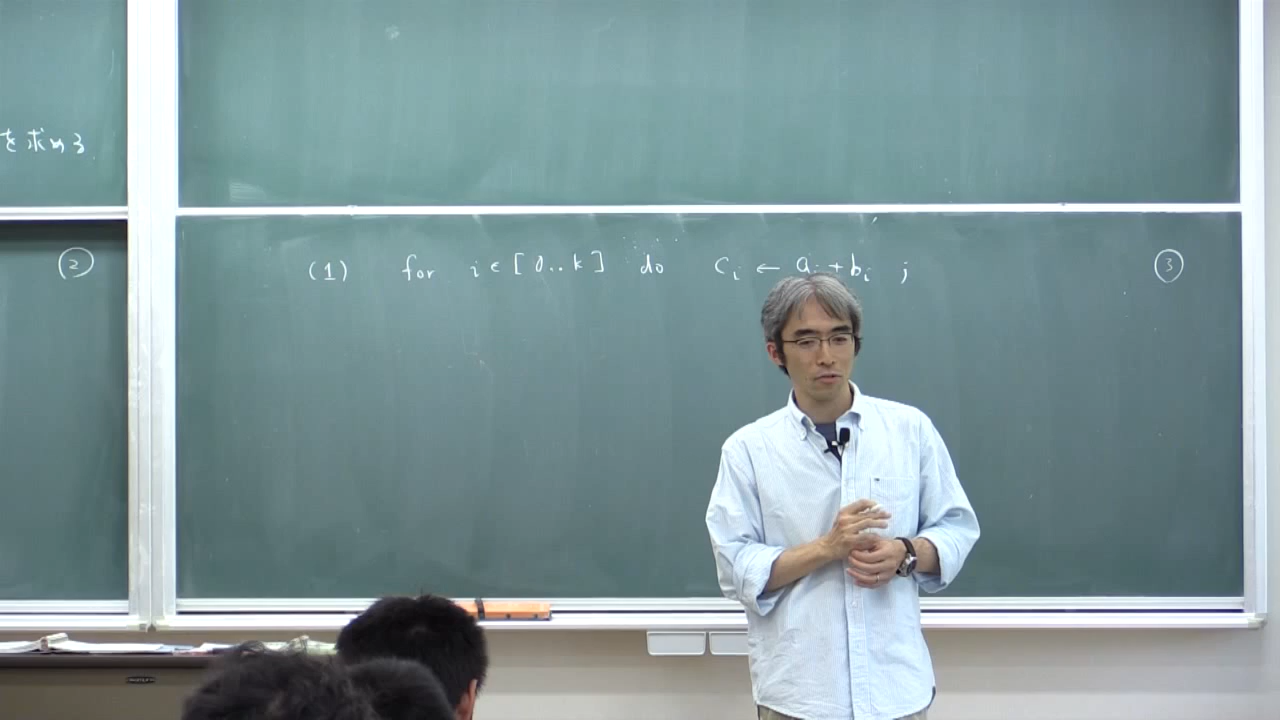 を求める
②
(1) for i ∈ [0..k] do c_i ← a_i + b_i ;
③